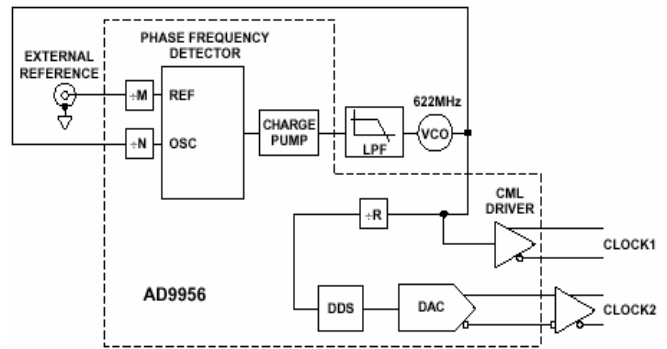 PHASE FREQUENCY
DETECTOR
EXTERNAL
REFERENCE
÷M
REF
÷N
OSC
CHARGE
PUMP
LPF
622MHz
VCO
CML
DRIVER
÷R
CLOCK1
AD9956
DDS
DAC
CLOCK2